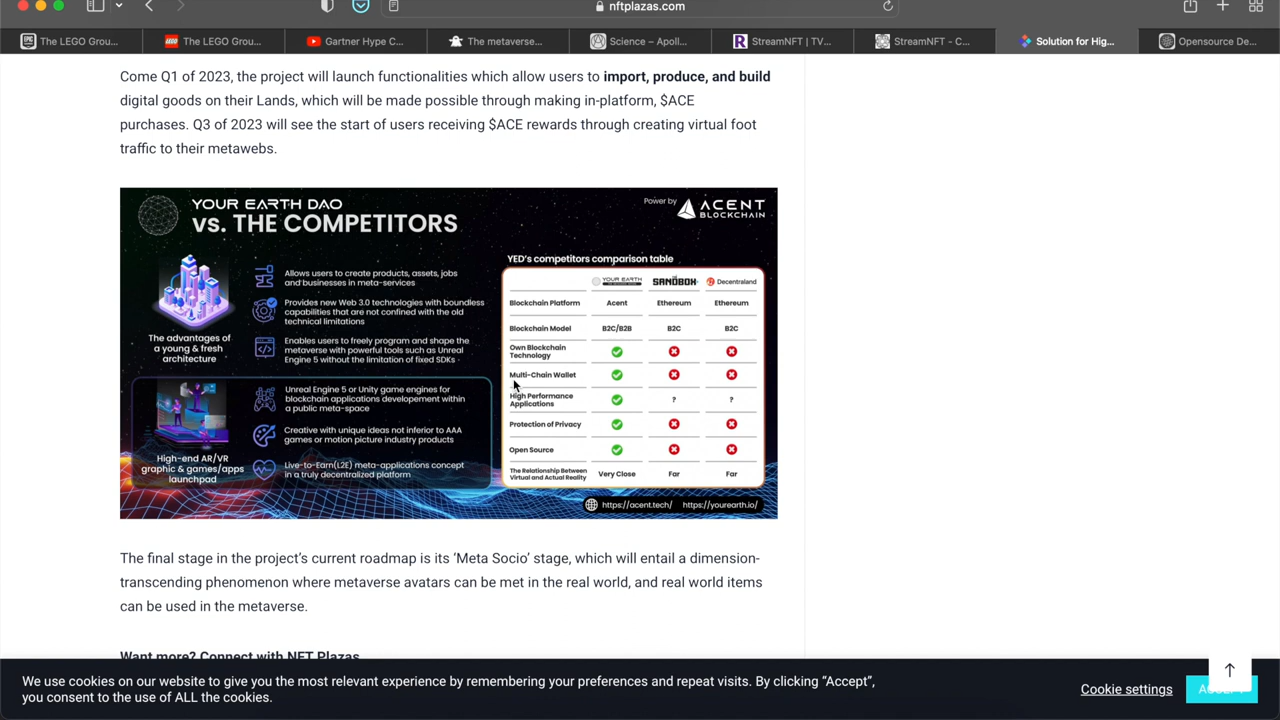 nftplazas.com
The LEGO Grou...
The LEGO Grou...
Gartner Hype C...
The metaverse...
Science – Apoll...
StreamNFT | TV...
StreamNFT - C...
Solution for Hig...
Opensource De...
Come Q1 of 2023, the project will launch functionalities which allow users to import, produce, and build
digital goods on their Lands, which will be made possible through making in-platform, $ACE
purchases. Q3 of 2023 will see the start of users receiving $ACE rewards through creating virtual foot
traffic to their metawebs.
YOUR EARTH DAO
vs. THE COMPETITORS
Power by
ACENT
BLOCKCHAIN
The advantages of
a young & fresh
architecture
Allows users to create products, assets, jobs
and businesses in meta-services
Provides new Web 3.0 technologies with boundless
capabilities that are not confined with the old
technical limitations
Enables users to freely program and shape the
metaverse with powerful tools such as Unreal
Engine 5 without the limitation of fixed SDKs
High-end AR/VR
graphic & games/apps
launchpad
Unreal Engine 5 or Unity game engines for
blockchain applications developement within
a public meta-space
Creative with unique ideas not inferior to AAA
games or motion picture industry products
Live-to-Earn(L2E) meta-applications concept
in a truly decentralized platform
YED's competitors comparison table
YOUR EARTH THE SANDBOX Decentraland
Blockchain Platform Acent Ethereum Ethereum
Blockchain Model B2C/B2B B2C B2C
Own Blockchain
Technology
Multi-Chain Wallet
High Performance
Applications ? ?
Protection of Privacy
Open Source
The Relationship Between
Virtual and Actual Reality Very Close Far Far
https://acent.tech/ https://yourearth.io/
The final stage in the project's current roadmap is its ‘Meta Socio’ stage, which will entail a dimension-
transcending phenomenon where metaverse avatars can be met in the real world, and real world items
can be used in the metaverse.
Want more? Connect with NFT Plazas
We use cookies on our website to give you the most relevant experience by remembering your preferences and repeat visits. By clicking “Accept”,
you consent to the use of ALL the cookies.
Cookie settings